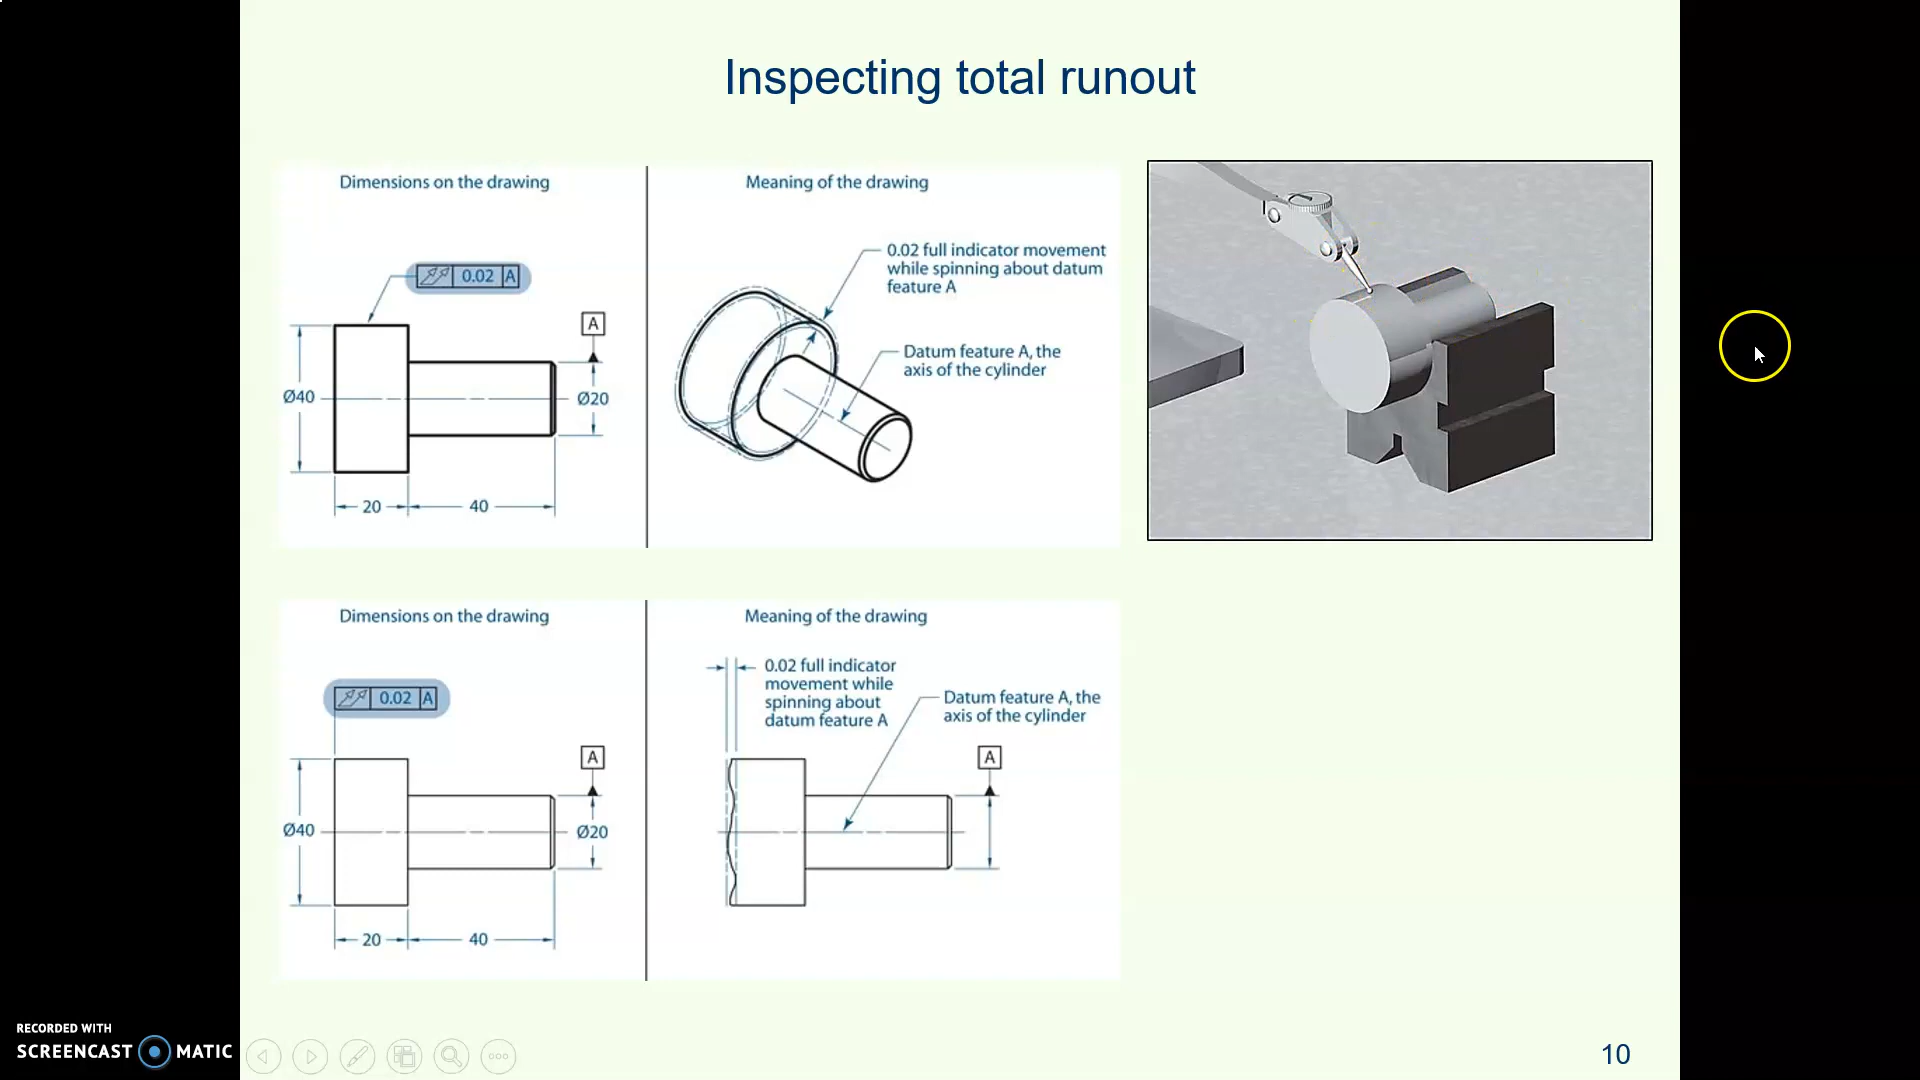 Inspecting total runout
Dimensions on the drawing
Meaning of the drawing
0.02 A
0.02 full indicator movement
while spinning about datum
feature A
A
Datum feature A, the
axis of the cylinder
Ø40
Ø20
20
40
Dimensions on the drawing
Meaning of the drawing
0.02 full indicator
movement while
spinning about
datum feature A
0.02 A
Datum feature A, the
axis of the cylinder
A
A
Ø40
Ø20
20
40
RECORDED WITH
SCREENCAST MATIC
10